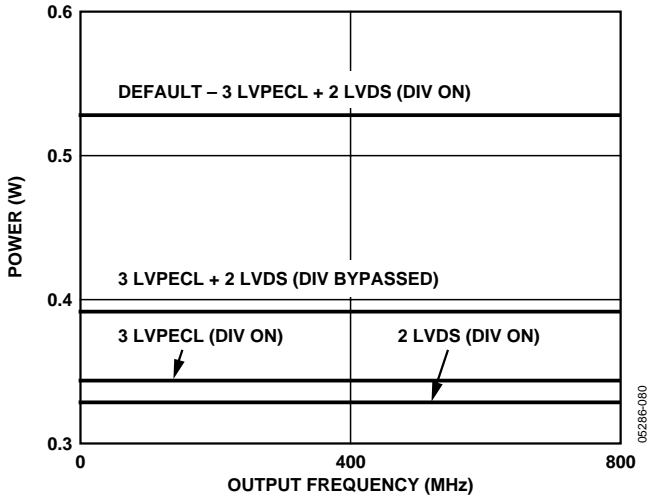 0.6
DEFAULT – 3 LVPECL + 2 LVDS (DIV ON)
0.5
POWER (W)
3 LVPECL + 2 LVDS (DIV BYPASSED)
0.4
3 LVPECL (DIV ON)
2 LVDS (DIV ON)
0.3
0
400
800
OUTPUT FREQUENCY (MHz)
05286-080